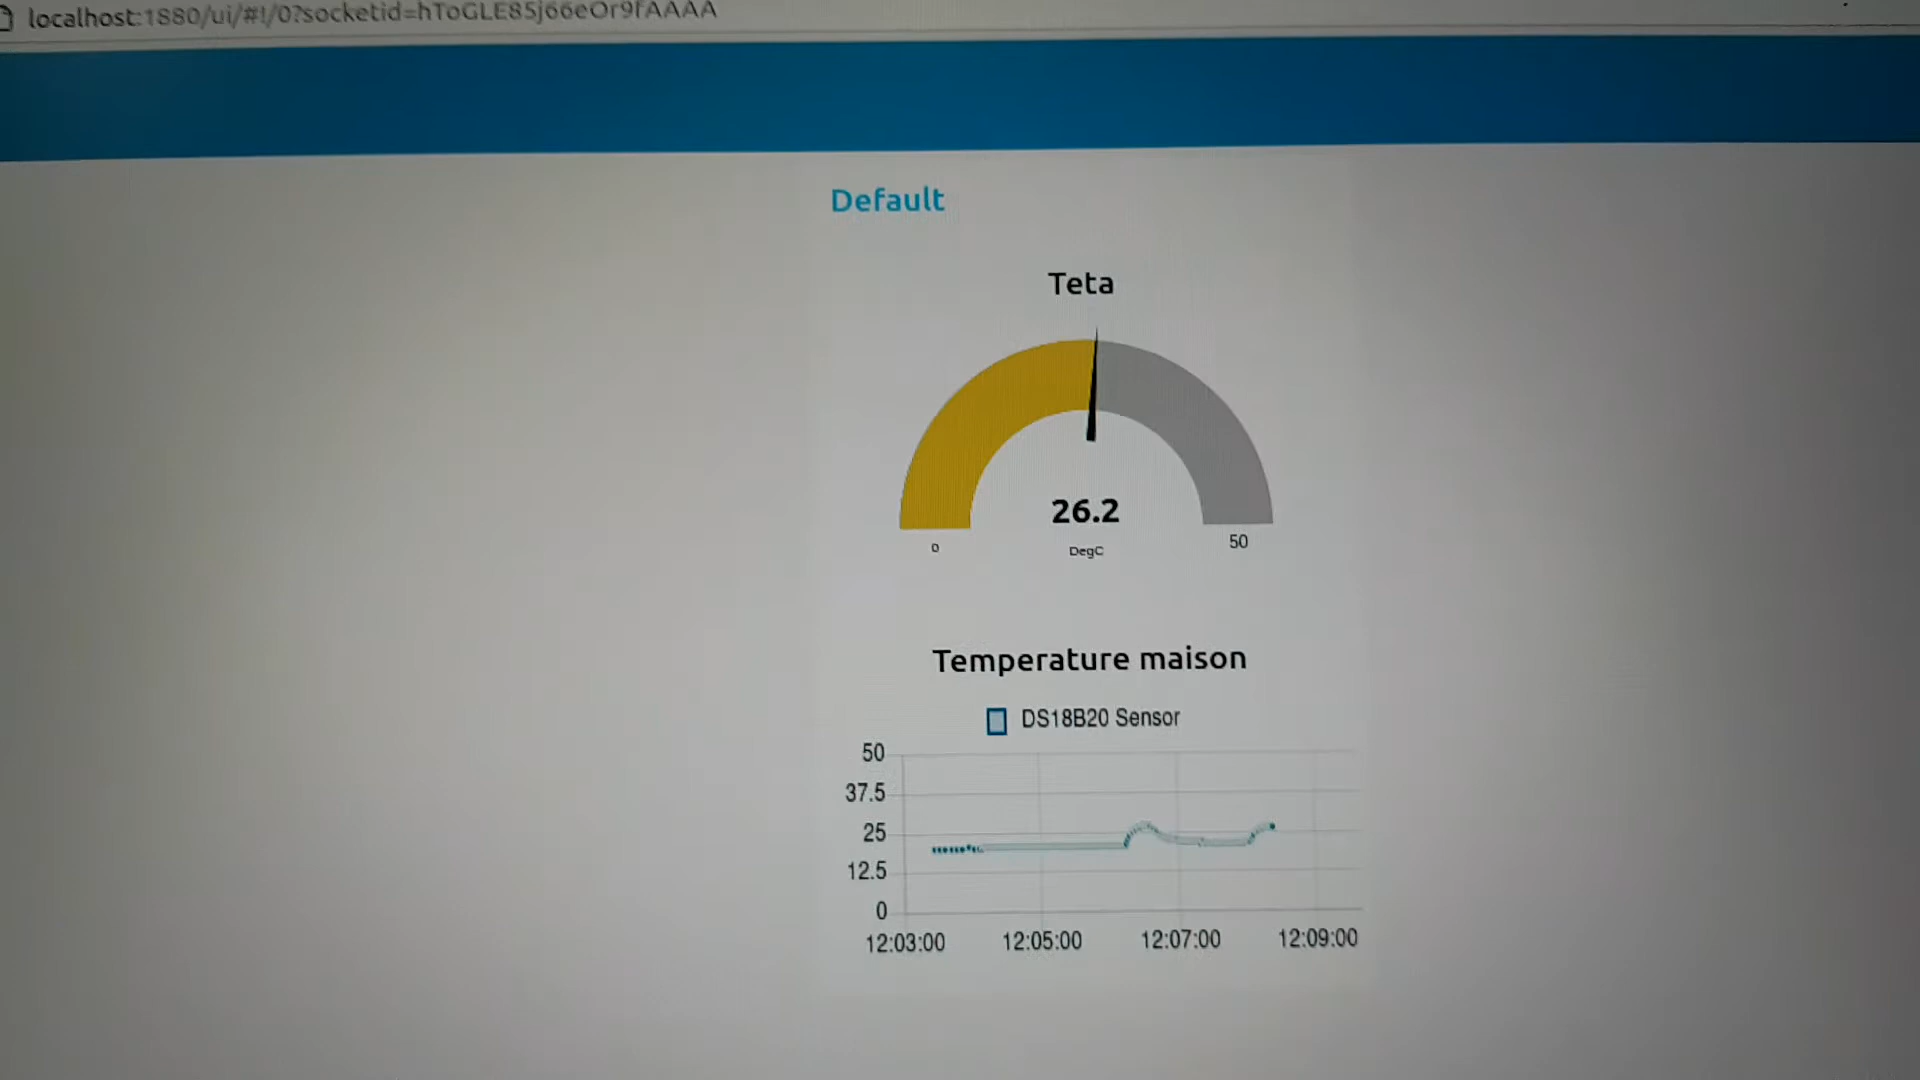 localhost:1880/ui/#!/0?socketid=hToGLE85j66eOr9fAAAA
Default
Teta
26.2
0
DegC
50
Temperature maison
DS18B20 Sensor
50
37.5
25
12.5
0
12:03:00 12:05:00 12:07:00 12:09:00